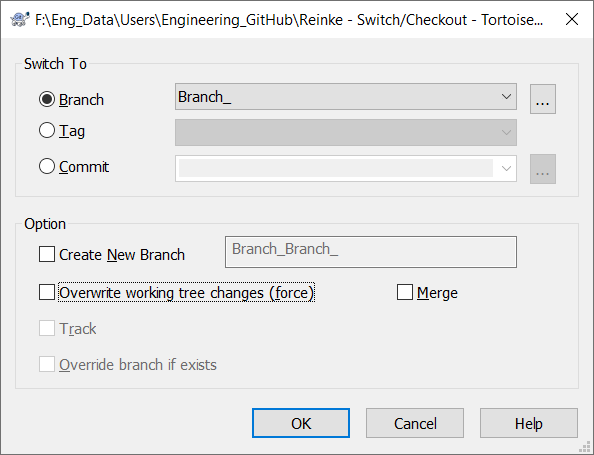 F:\Eng_Data\Users\Engineering_GitHub\Reinke - Switch/Checkout - Tortoise...
Switch To
Branch
Branch_
...
Tag
Commit
...
Option
Create New Branch
Branch_Branch_
Overwrite working tree changes (force)
Merge
Track
Override branch if exists
OK
Cancel
Help